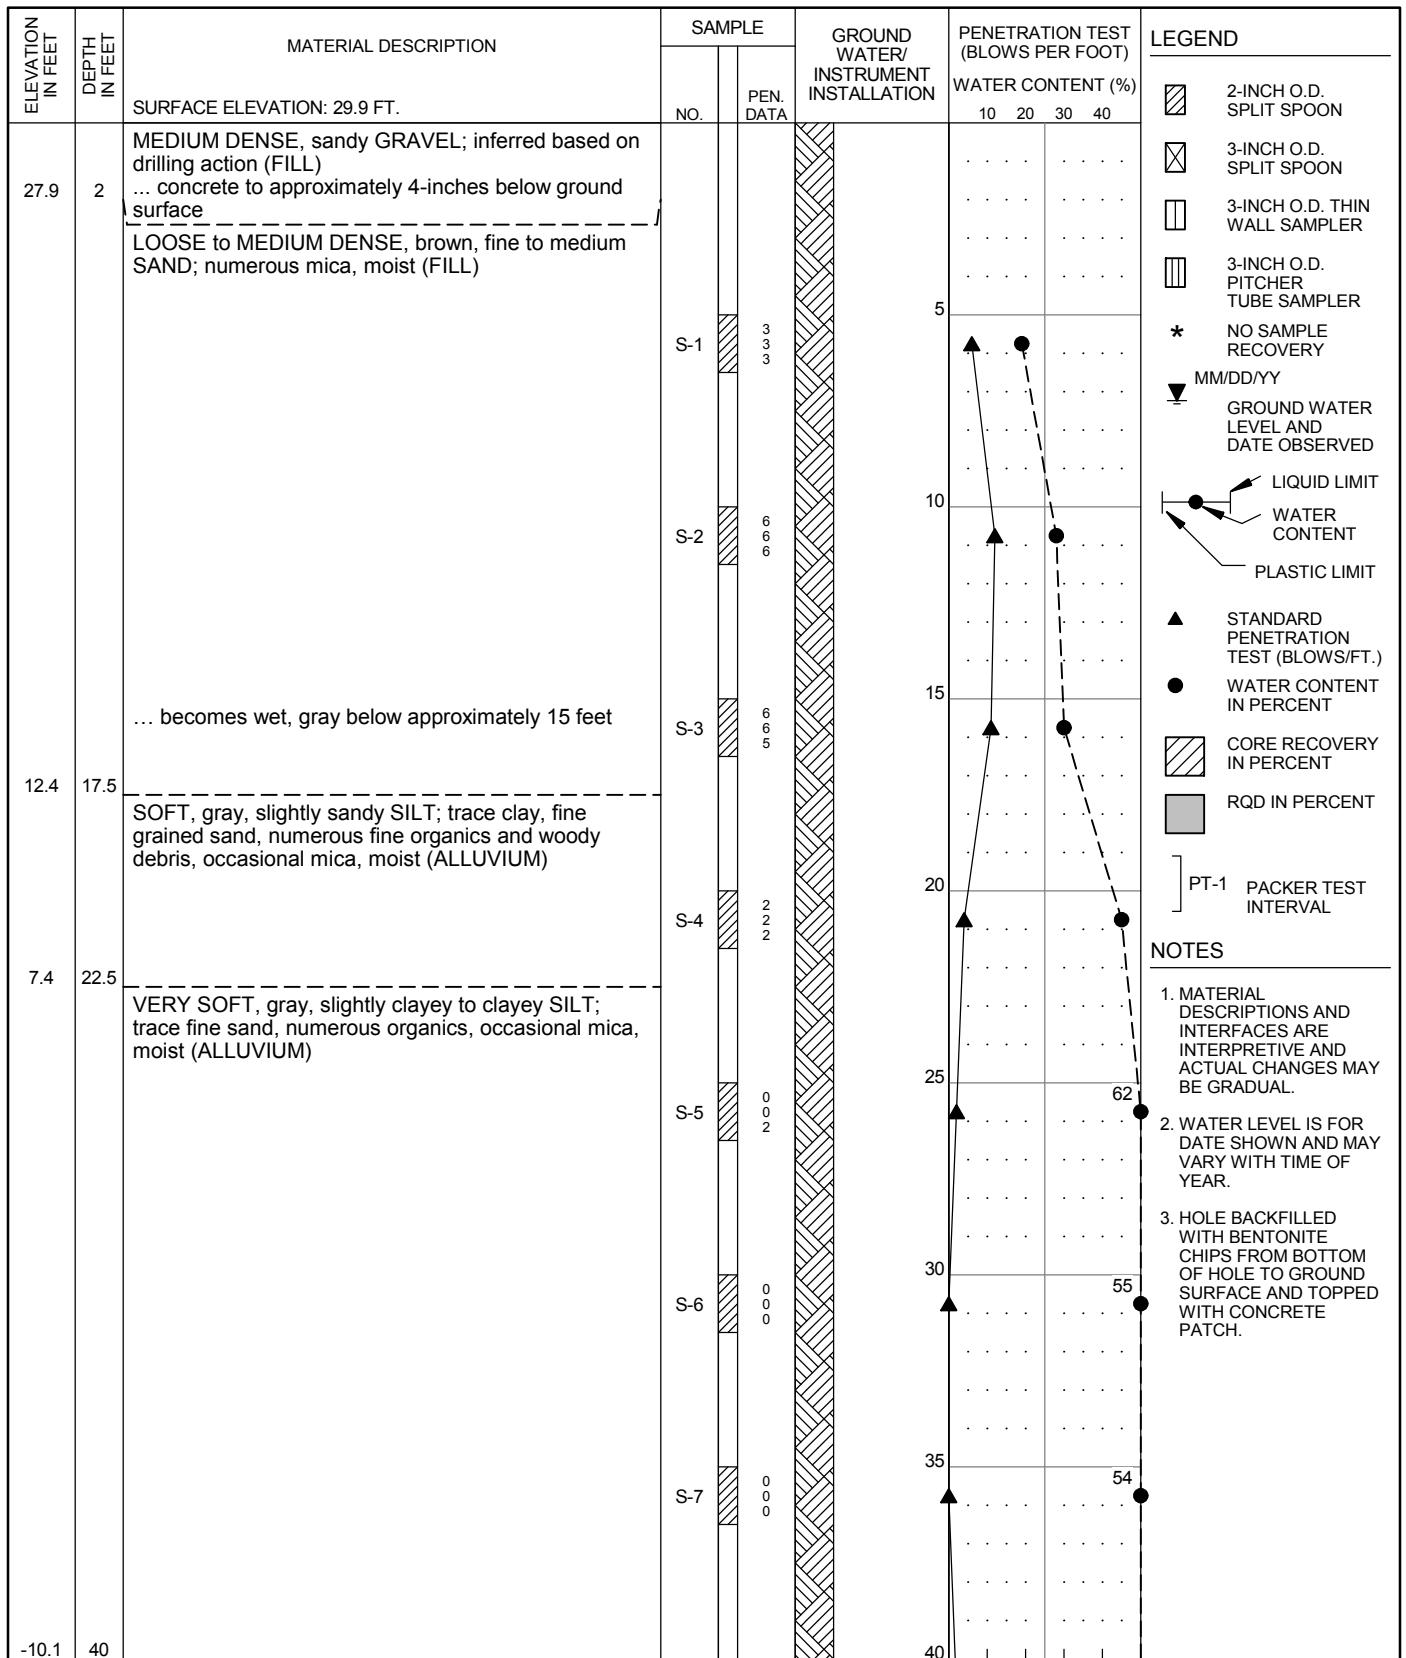 ELEVATION
IN FEET
DEPTH
IN FEET
MATERIAL DESCRIPTION
SURFACE ELEVATION: 29.9 FT.
SAMPLE
NO.
PEN.
DATA
GROUND
WATER/
INSTRUMENT
INSTALLATION
PENETRATION TEST
(BLOWS PER FOOT)
WATER CONTENT (%)
10 20 30 40
MEDIUM DENSE, sandy GRAVEL; inferred based on
drilling action (FILL)
27.9 2 ... concrete to approximately 4-inches below ground
surface
LOOSE to MEDIUM DENSE, brown, fine to medium
SAND; numerous mica, moist (FILL)
5
S-1
3
3
3
10
S-2
6
6
6
15
... becomes wet, gray below approximately 15 feet
S-3
6
6
5
12.4 17.5
SOFT, gray, slightly sandy SILT; trace clay, fine
grained sand, numerous fine organics and woody
debris, occasional mica, moist (ALLUVIUM)
20
S-4
2
2
2
7.4 22.5
VERY SOFT, gray, slightly clayey to clayey SILT;
trace fine sand, numerous organics, occasional mica,
moist (ALLUVIUM)
25
62
S-5
0
0
2
30
55
S-6
0
0
0
35
54
S-7
0
0
0
-10.1 40
40
LEGEND
2-INCH O.D.
SPLIT SPOON
3-INCH O.D.
SPLIT SPOON
3-INCH O.D. THIN
WALL SAMPLER
3-INCH O.D.
PITCHER
TUBE SAMPLER
* NO SAMPLE
RECOVERY
MM/DD/YY
GROUND WATER
LEVEL AND
DATE OBSERVED
LIQUID LIMIT
WATER
CONTENT
PLASTIC LIMIT
STANDARD
PENETRATION
TEST (BLOWS/FT.)
WATER CONTENT
IN PERCENT
CORE RECOVERY
IN PERCENT
RQD IN PERCENT
PT-1 PACKER TEST
INTERVAL
NOTES
1. MATERIAL
DESCRIPTIONS AND
INTERFACES ARE
INTERPRETIVE AND
ACTUAL CHANGES MAY
BE GRADUAL.
2. WATER LEVEL IS FOR
DATE SHOWN AND MAY
VARY WITH TIME OF
YEAR.
3. HOLE BACKFILLED
WITH BENTONITE
CHIPS FROM BOTTOM
OF HOLE TO GROUND
SURFACE AND TOPPED
WITH CONCRETE
PATCH.